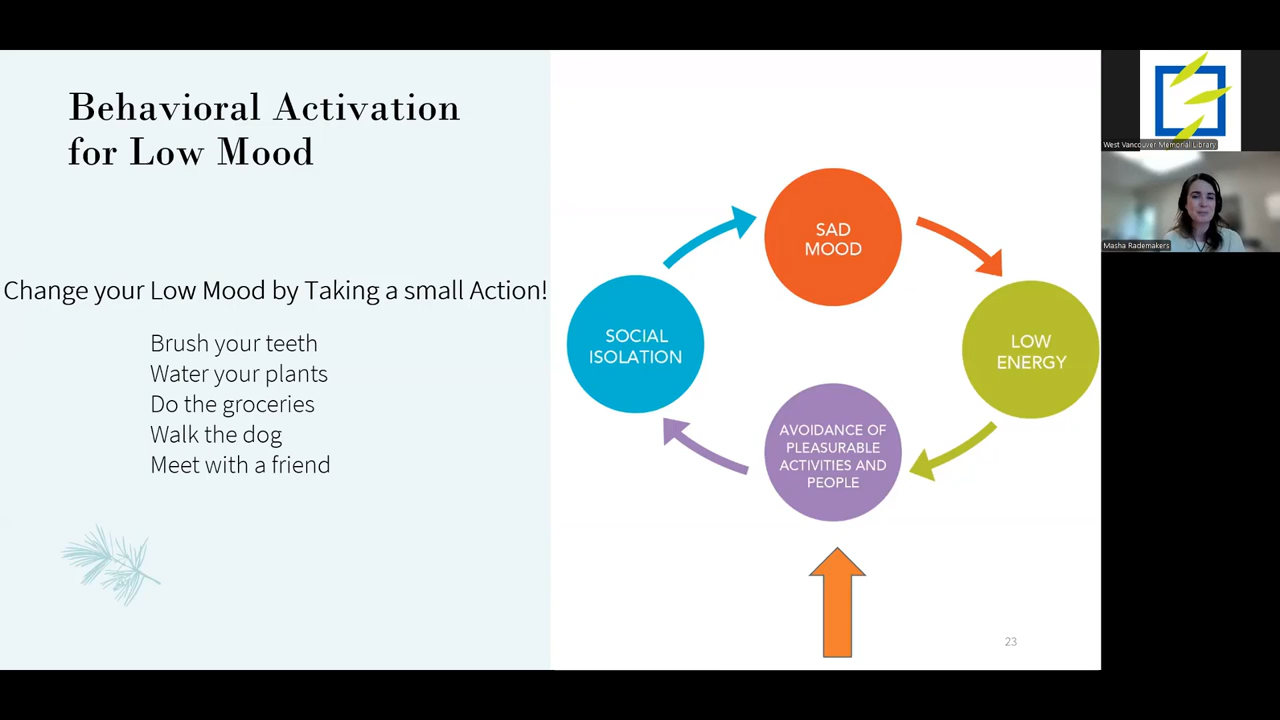 Behavioral Activation
for Low Mood
Change your Low Mood by Taking a small Action!
Brush your teeth
Water your plants
Do the groceries
Walk the dog
Meet with a friend
SAD
MOOD
LOW
ENERGY
AVOIDANCE OF
PLEASURABLE
ACTIVITIES AND
PEOPLE
SOCIAL
ISOLATION
23
West Vancouver Memorial Library
Masha Rademakers